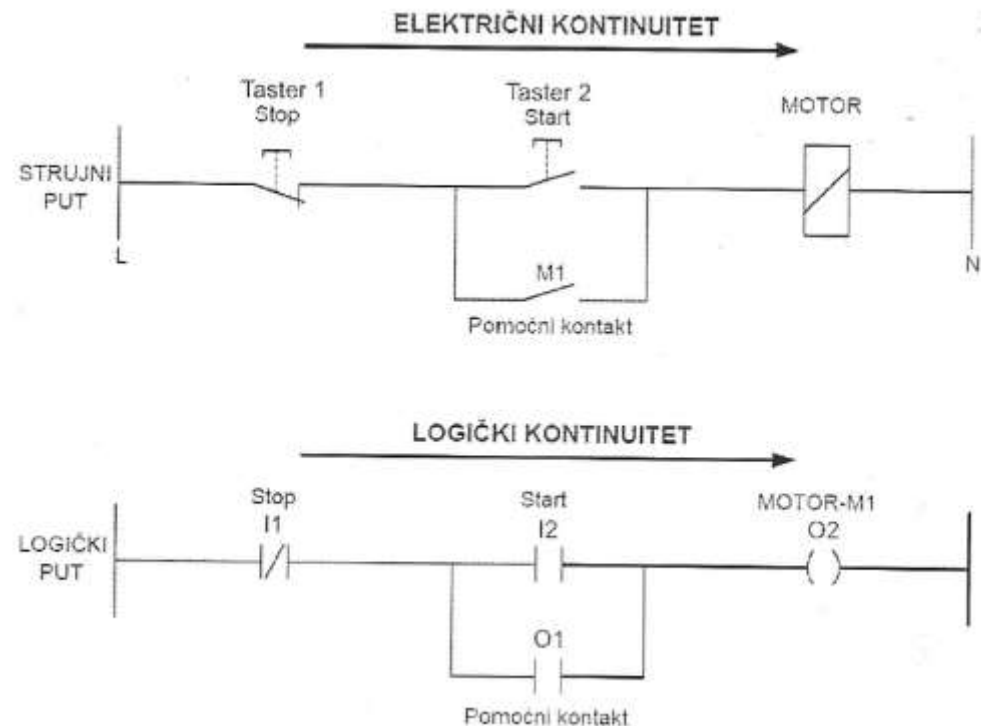 ELEKTRIČNI KONTINUITET
Taster 1
Stop
Taster 2
Start
MOTOR
STRUJNI
PUT
L
N
M1
Pomoćni kontakt
LOGIČKI KONTINUITET
Stop
I1
Start
I2
MOTOR-M1
O2
LOGIČKI
PUT
O1
Pomoćni kontakt